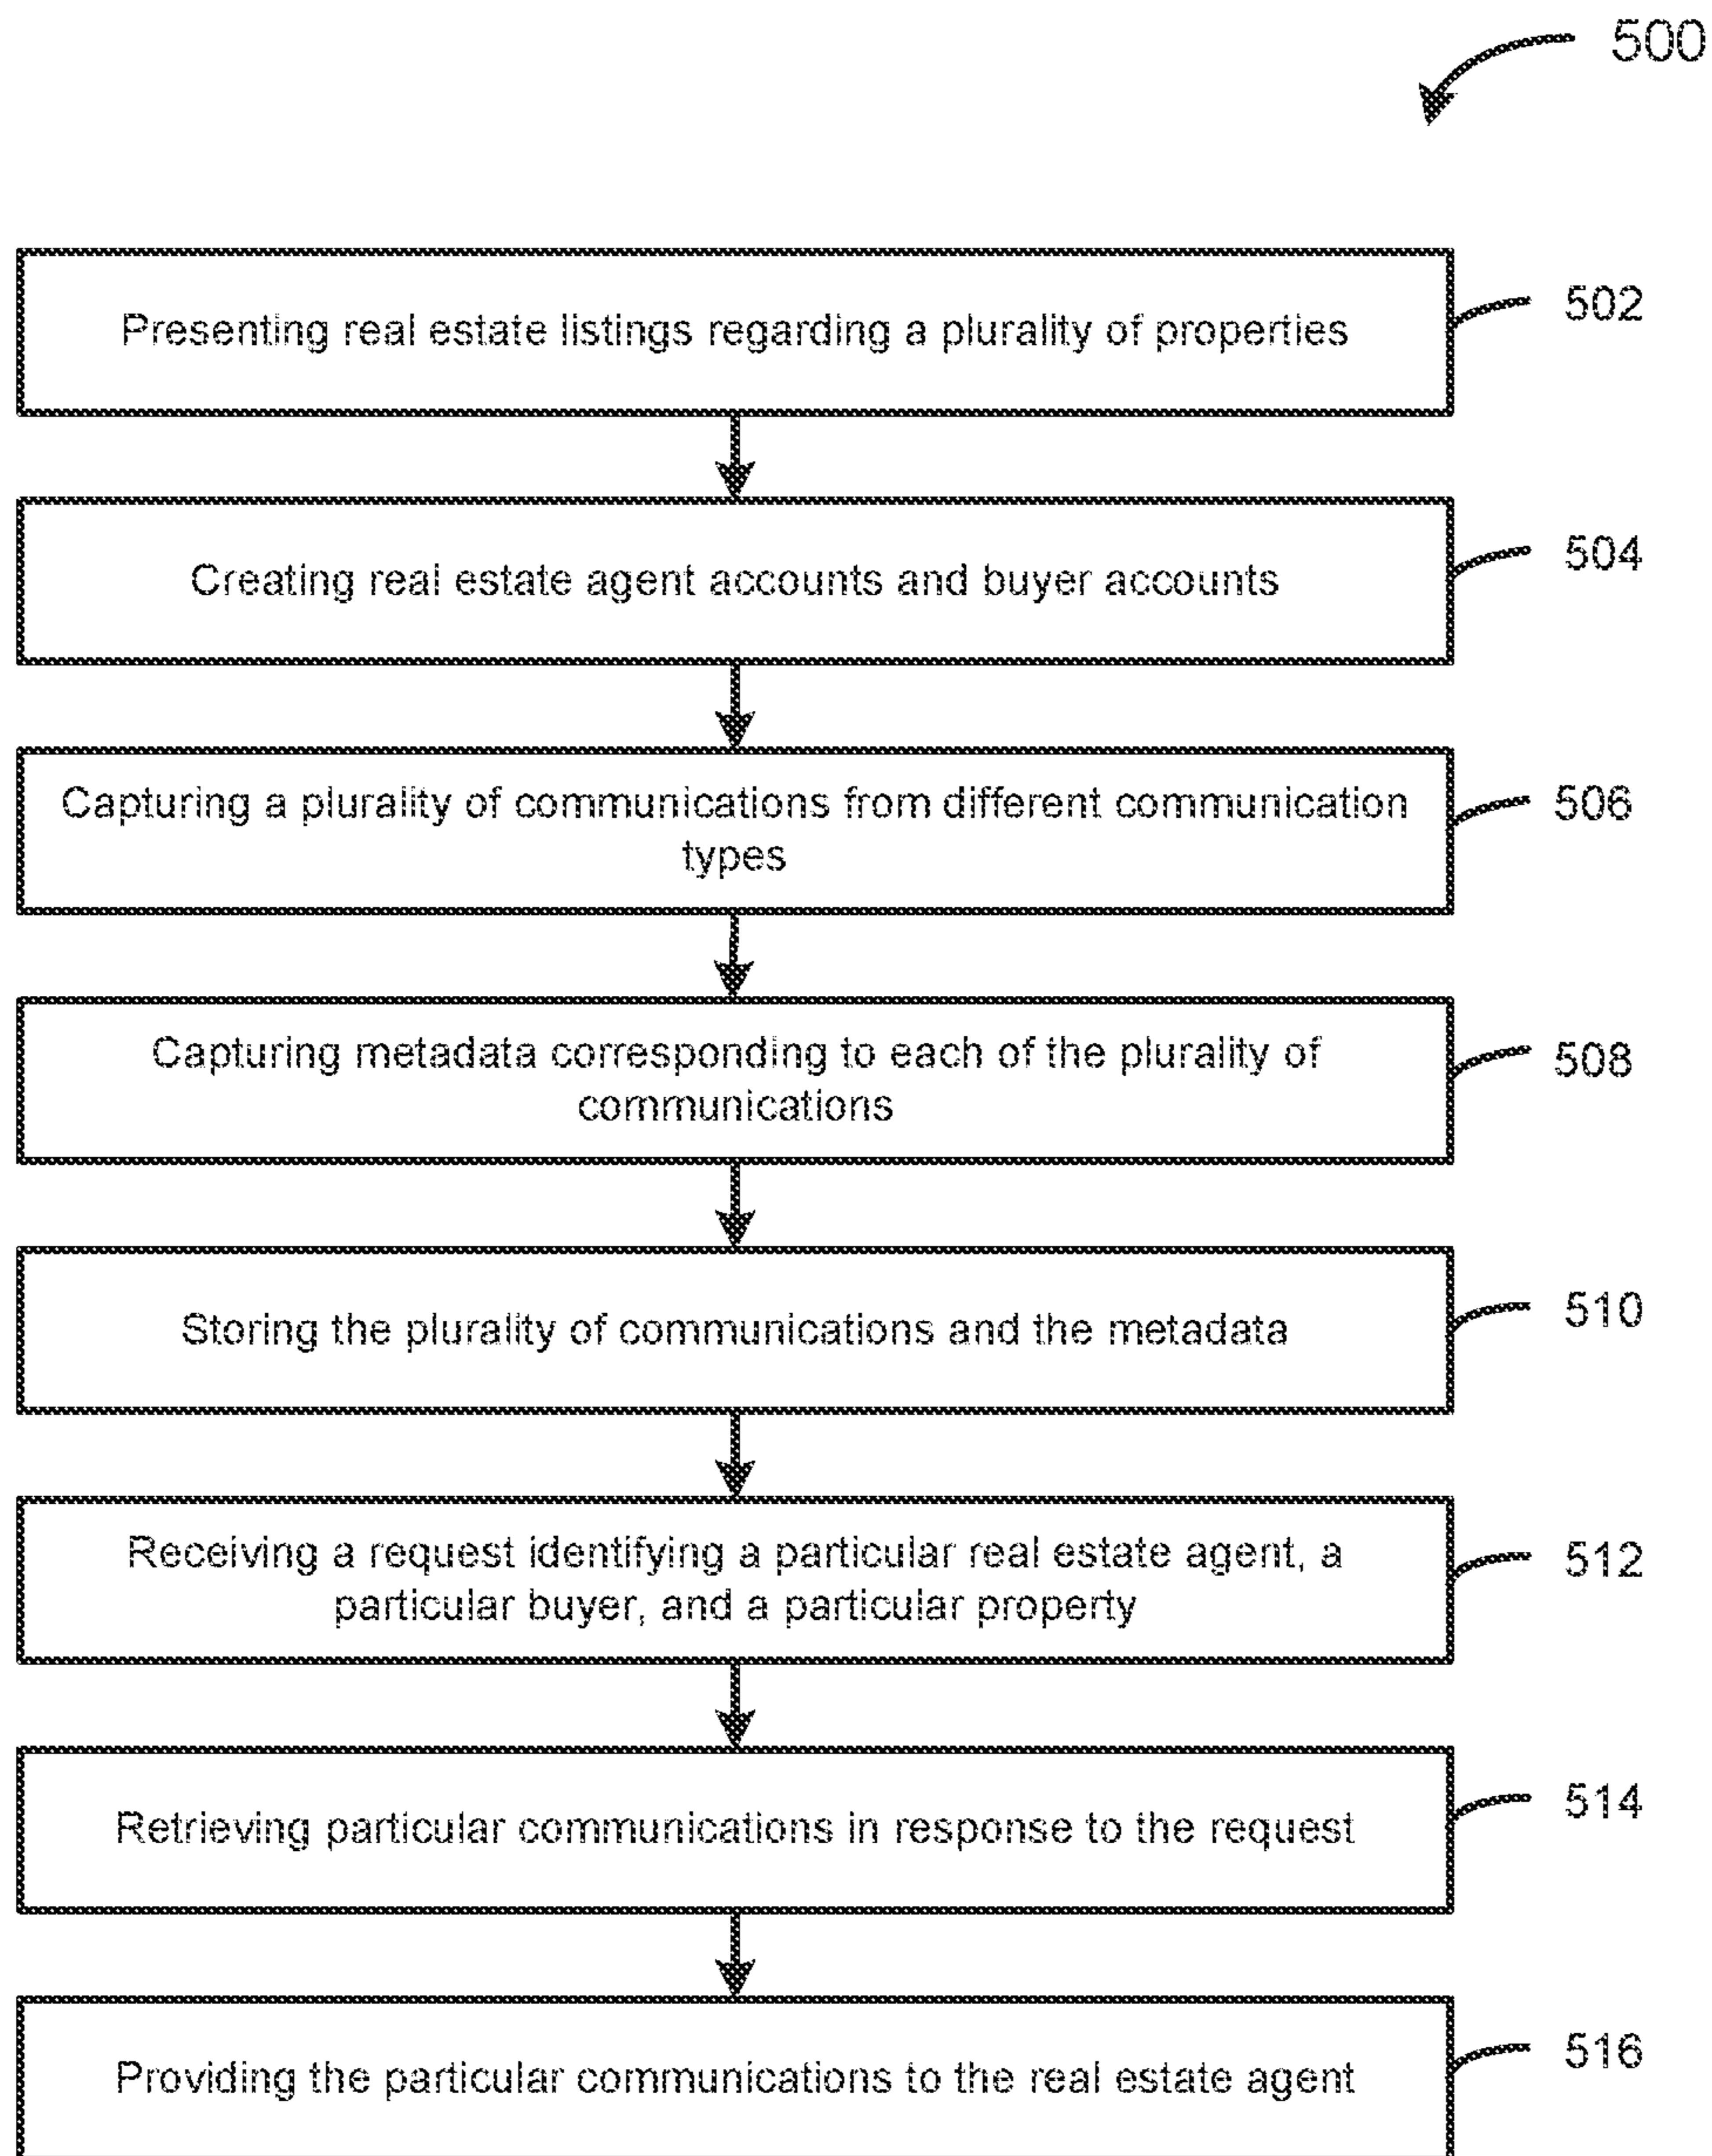 500
Presenting real estate listings regarding a plurality of properties
502
Creating real estate agent accounts and buyer accounts
504
Capturing a plurality of communications from different communication
types
506
Capturing metadata corresponding to each of the plurality of
communications
508
Storing the plurality of communications and the metadata
510
Receiving a request identifying a particular real estate agent, a
particular buyer, and a particular property
512
Retrieving particular communications in response to the request
514
Providing the particular communications to the real estate agent
516